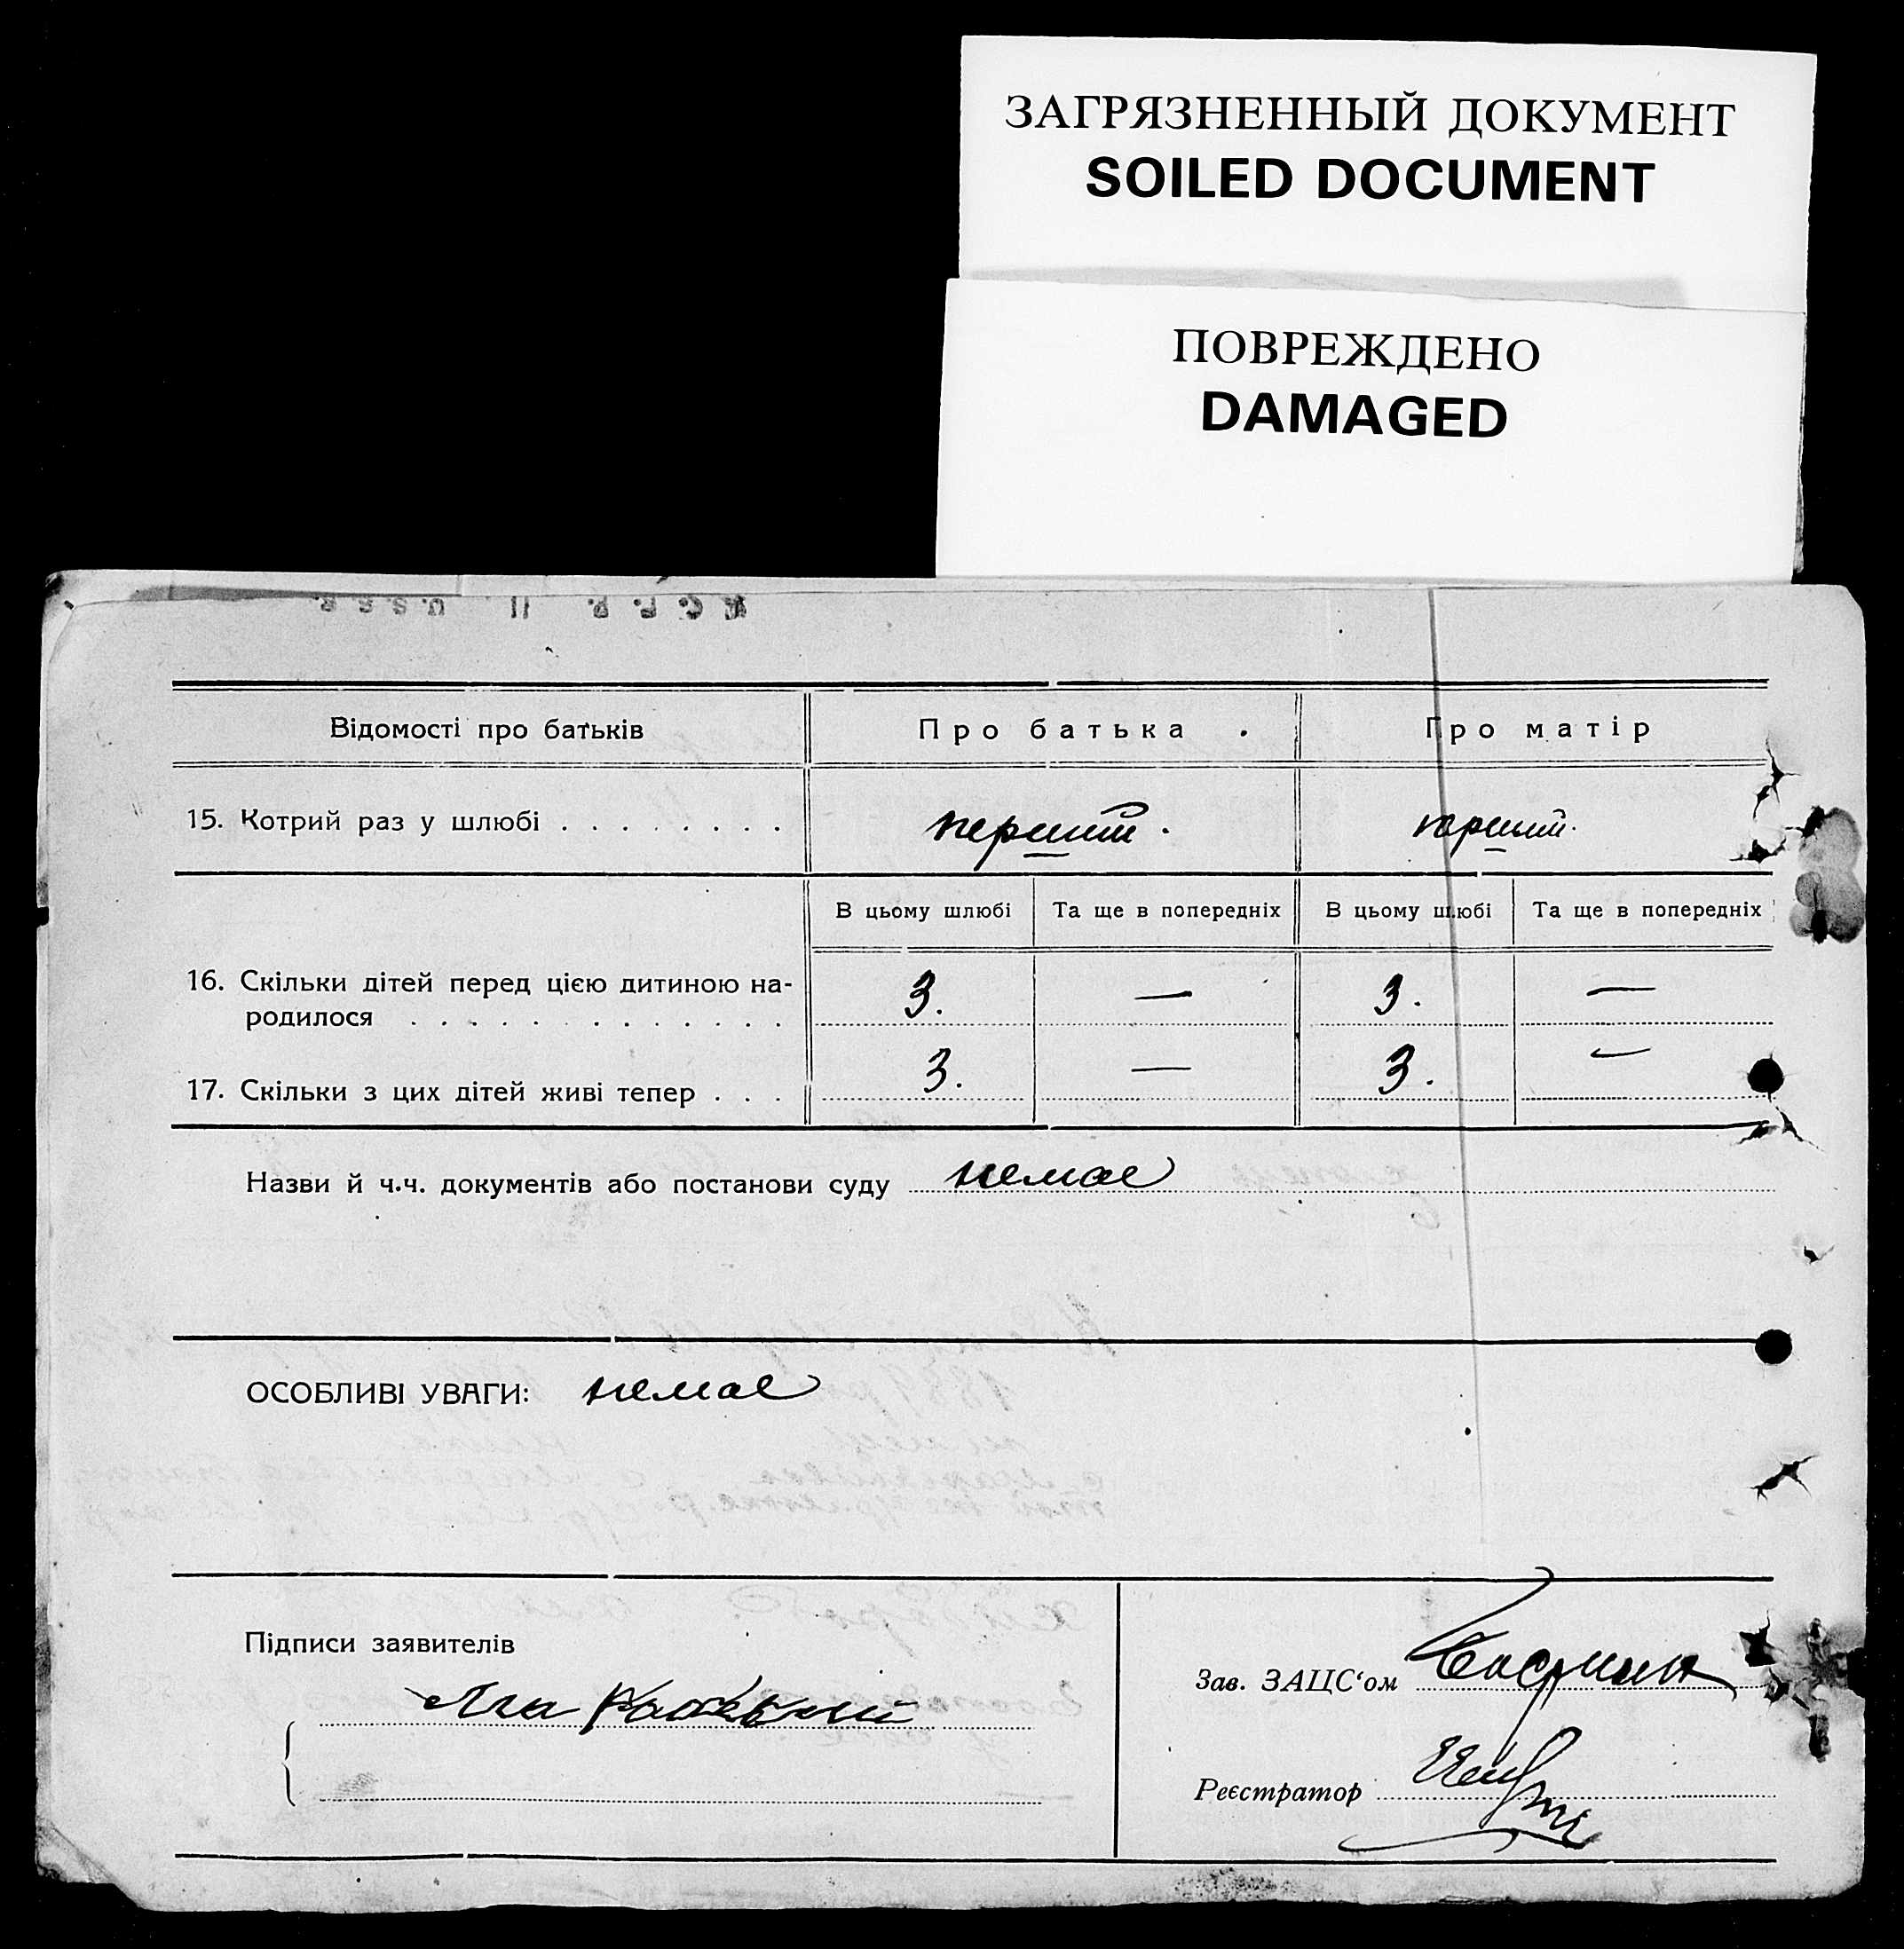 ЗАГРЯЗНЕННЫЙ ДОКУМЕНТ
SOILED DOCUMENT
ПОВРЕЖДЕНО
DAMAGED
Відомості про батьків
Про батька
Про матір
15. Котрий раз у шлюбі . . . . . . . . перший. перший.
В цьому шлюбі
Та ще в попередніх
В цьому шлюбі
Та ще в попередніх
16. Скільки дітей перед цією дитиною на-
родилося . . . . . . . . . . . . . 3. — 3. —
17. Скільки з цих дітей живі тепер . . . 3. — 3. —
Назви й ч.ч. документів або постанови суду немає
ОСОБЛИВІ УВАГИ: немає
Підписи заявителів
Зав. ЗАЦС‘ом
Реєстратор